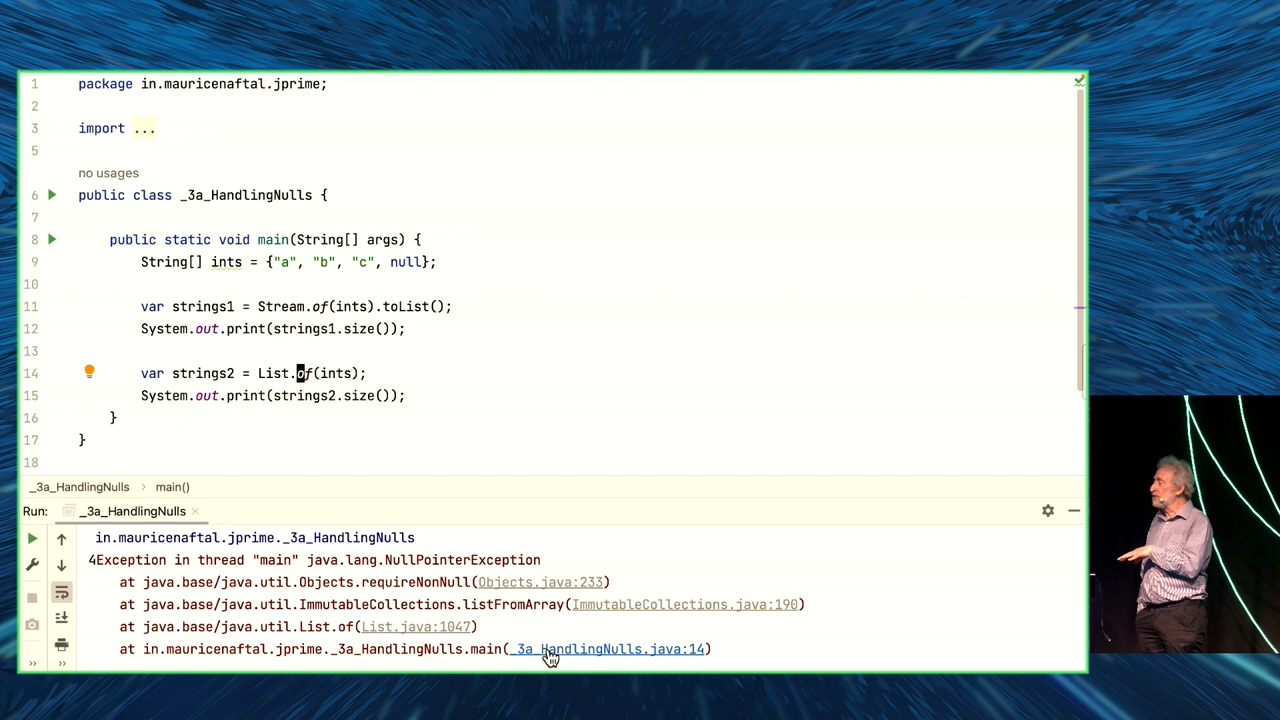 1 package in.mauricenaftal.jprime;
2
3 import ...
5
no usages
6 public class _3a_HandlingNulls {
7
8 public static void main(String[] args) {
9 String[] ints = {"a", "b", "c", null};
10
11 var strings1 = Stream.of(ints).toList();
12 System.out.print(strings1.size());
13
14 var strings2 = List.of(ints);
15 System.out.print(strings2.size());
16 }
17 }
18
_3a_HandlingNulls > main()
Run: _3a_HandlingNulls ×
in.mauricenaftal.jprime._3a_HandlingNulls
4Exception in thread "main" java.lang.NullPointerException
at java.base/java.util.Objects.requireNonNull(Objects.java:233)
at java.base/java.util.ImmutableCollections.listFromArray(ImmutableCollections.java:190)
at java.base/java.util.List.of(List.java:1047)
at in.mauricenaftal.jprime._3a_HandlingNulls.main(_3a_HandlingNulls.java:14)